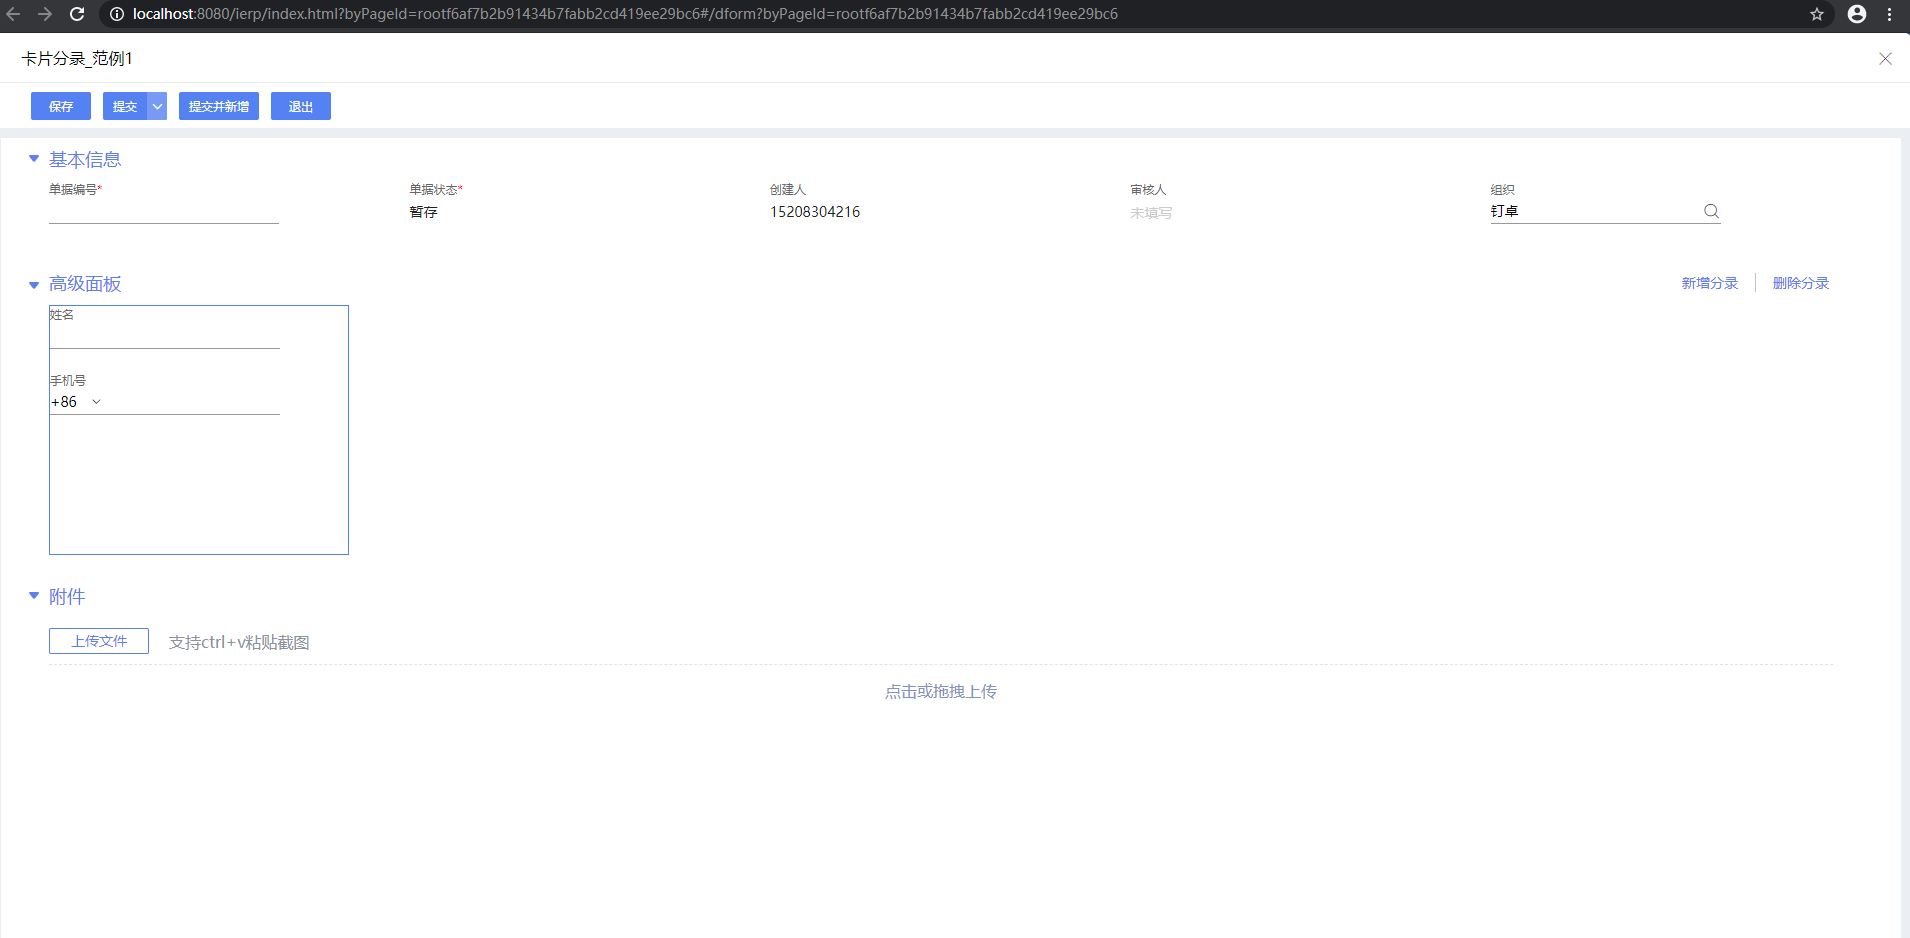 localhost:8080/ierp/index.html?byPageId=rootf6af7b2b91434b7fabb2cd419ee29bc6#/dform?byPageId=rootf6af7b2b91434b7fabb2cd419ee29bc6
卡片分录_范例1
保存 提交 提交并新增 退出
基本信息
单据编号* 单据状态* 创建人 审核人 组织
暂存 15208304216 未填写 钉卓
高级面板 新增分录 删除分录
姓名
手机号
+86
附件
上传文件 支持ctrl+v粘贴截图
点击或拖拽上传